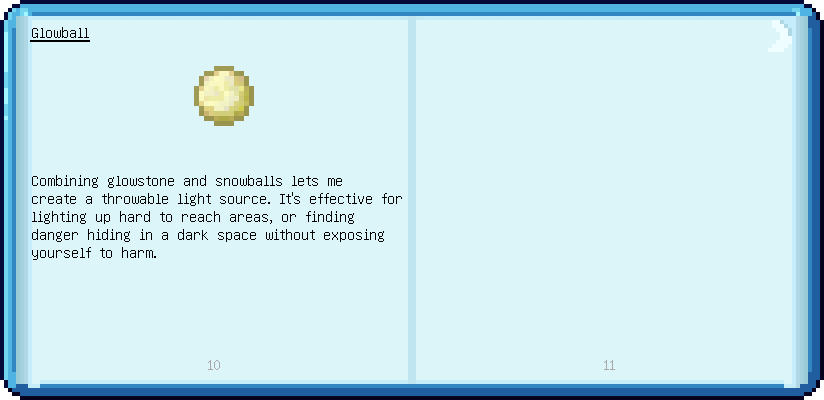 Glowball
Combining glowstone and snowballs lets me
create a throwable light source. It's effective for
lighting up hard to reach areas, or finding
danger hiding in a dark space without exposing
yourself to harm.
10
11